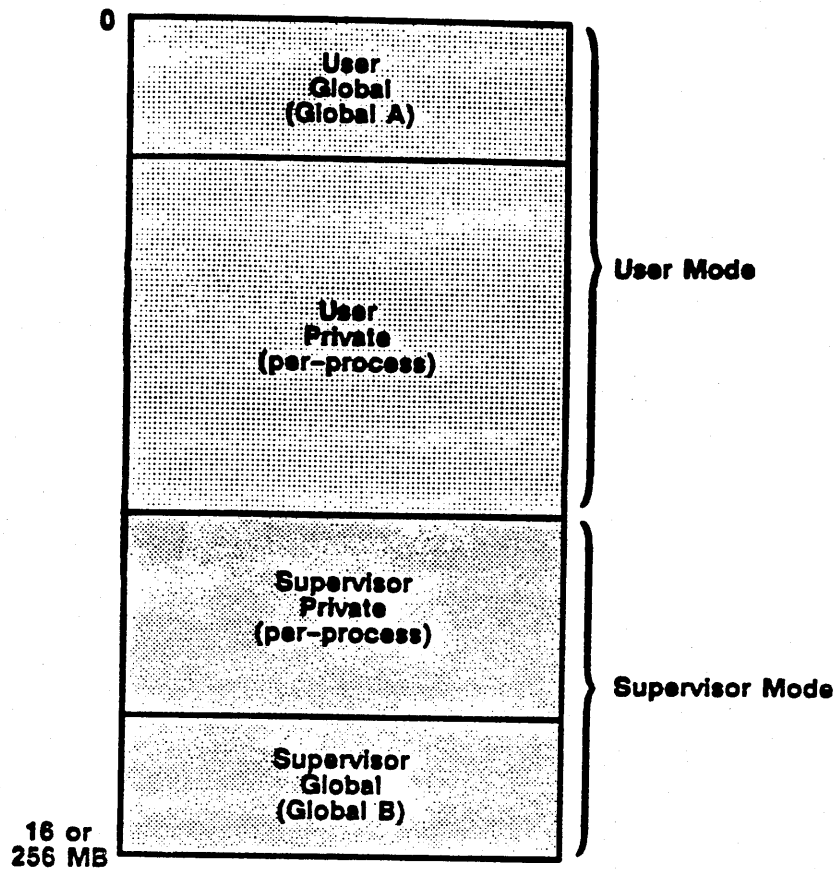 0
User
Global
(Global A)
User
Private
(per-process)
User Mode
Supervisor
Private
(per-process)
Supervisor Mode
Supervisor
Global
(Global B)
16 or
256 MB